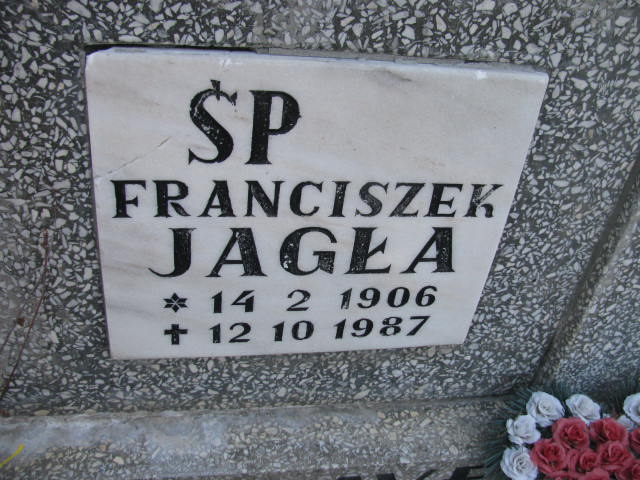 ŚP
FRANCISZEK
JAGŁA
* 14 2 1906
✝ 12 10 1987